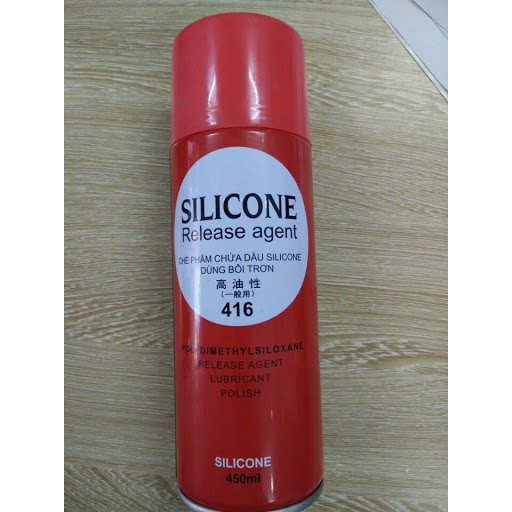 SILICONE
Release agent
CHẾ PHẨM CHỨA DẦU SILICONE
DÙNG BÔI TRƠN
高油性
(一般用)
416
POLYDIMETHYLSILOXANE
RELEASE AGENT
LUBRICANT
POLISH
SILICONE
450ml